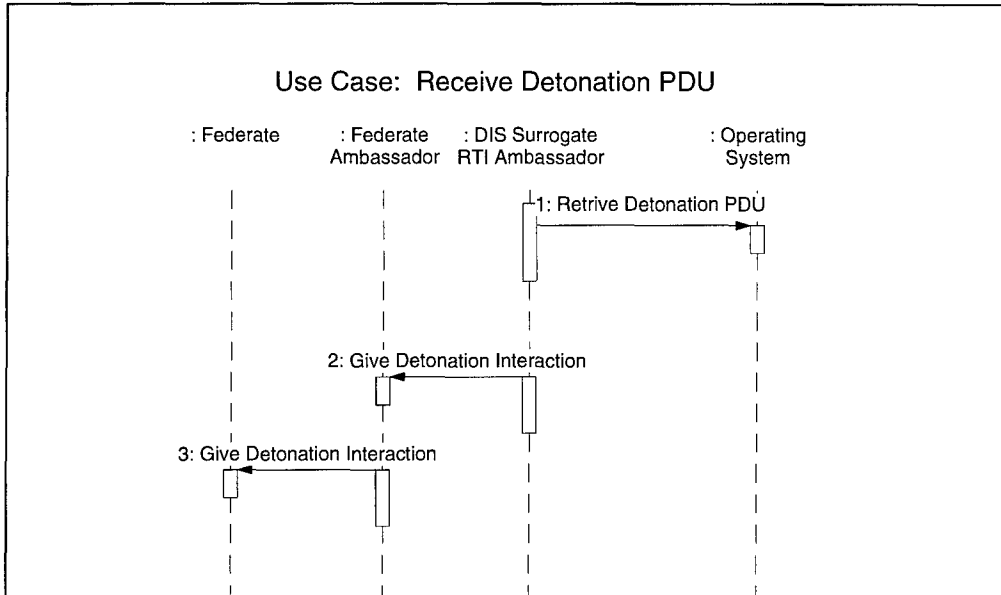 Use Case: Receive Detonation PDU
: Federate
: Federate
Ambassador
: DIS Surrogate
RTI Ambassador
: Operating
System
1: Retrive Detonation PDU
2: Give Detonation Interaction
3: Give Detonation Interaction